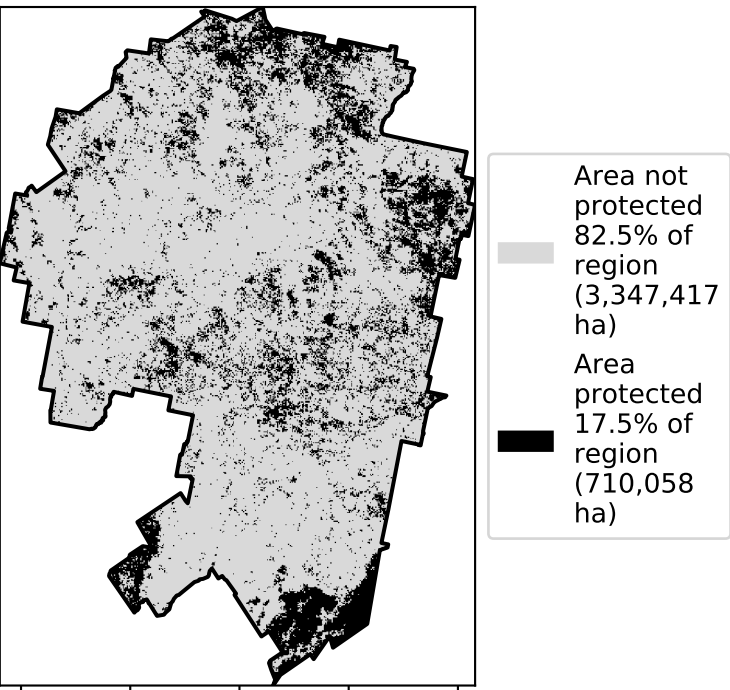 Area not
protected
82.5% of
region
(3,347,417
ha)
Area
protected
17.5% of
region
(710,058
ha)